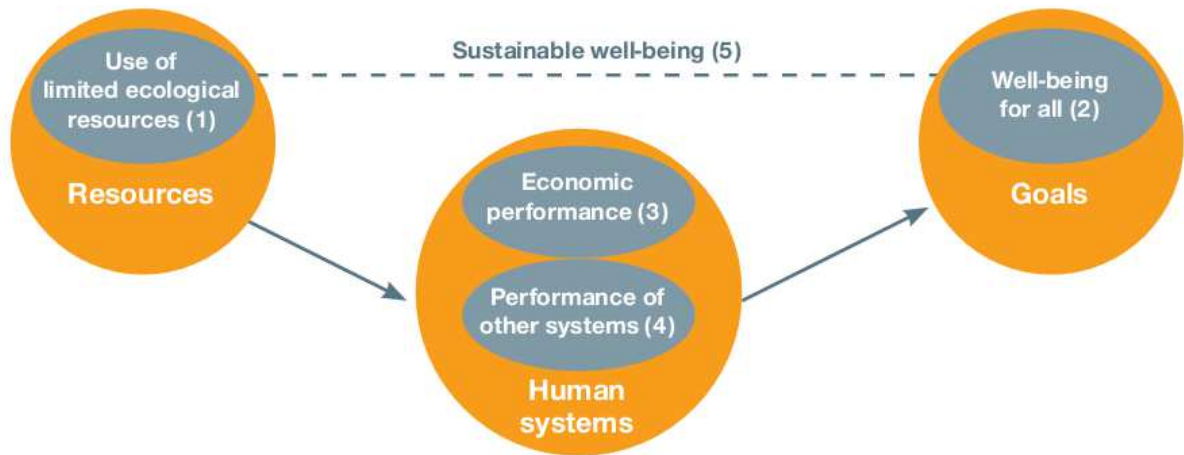 Sustainable well-being (5)
Use of
limited ecological
resources (1)
Resources
Economic
performance (3)
Performance of
other systems (4)
Human
systems
Well-being
for all (2)
Goals